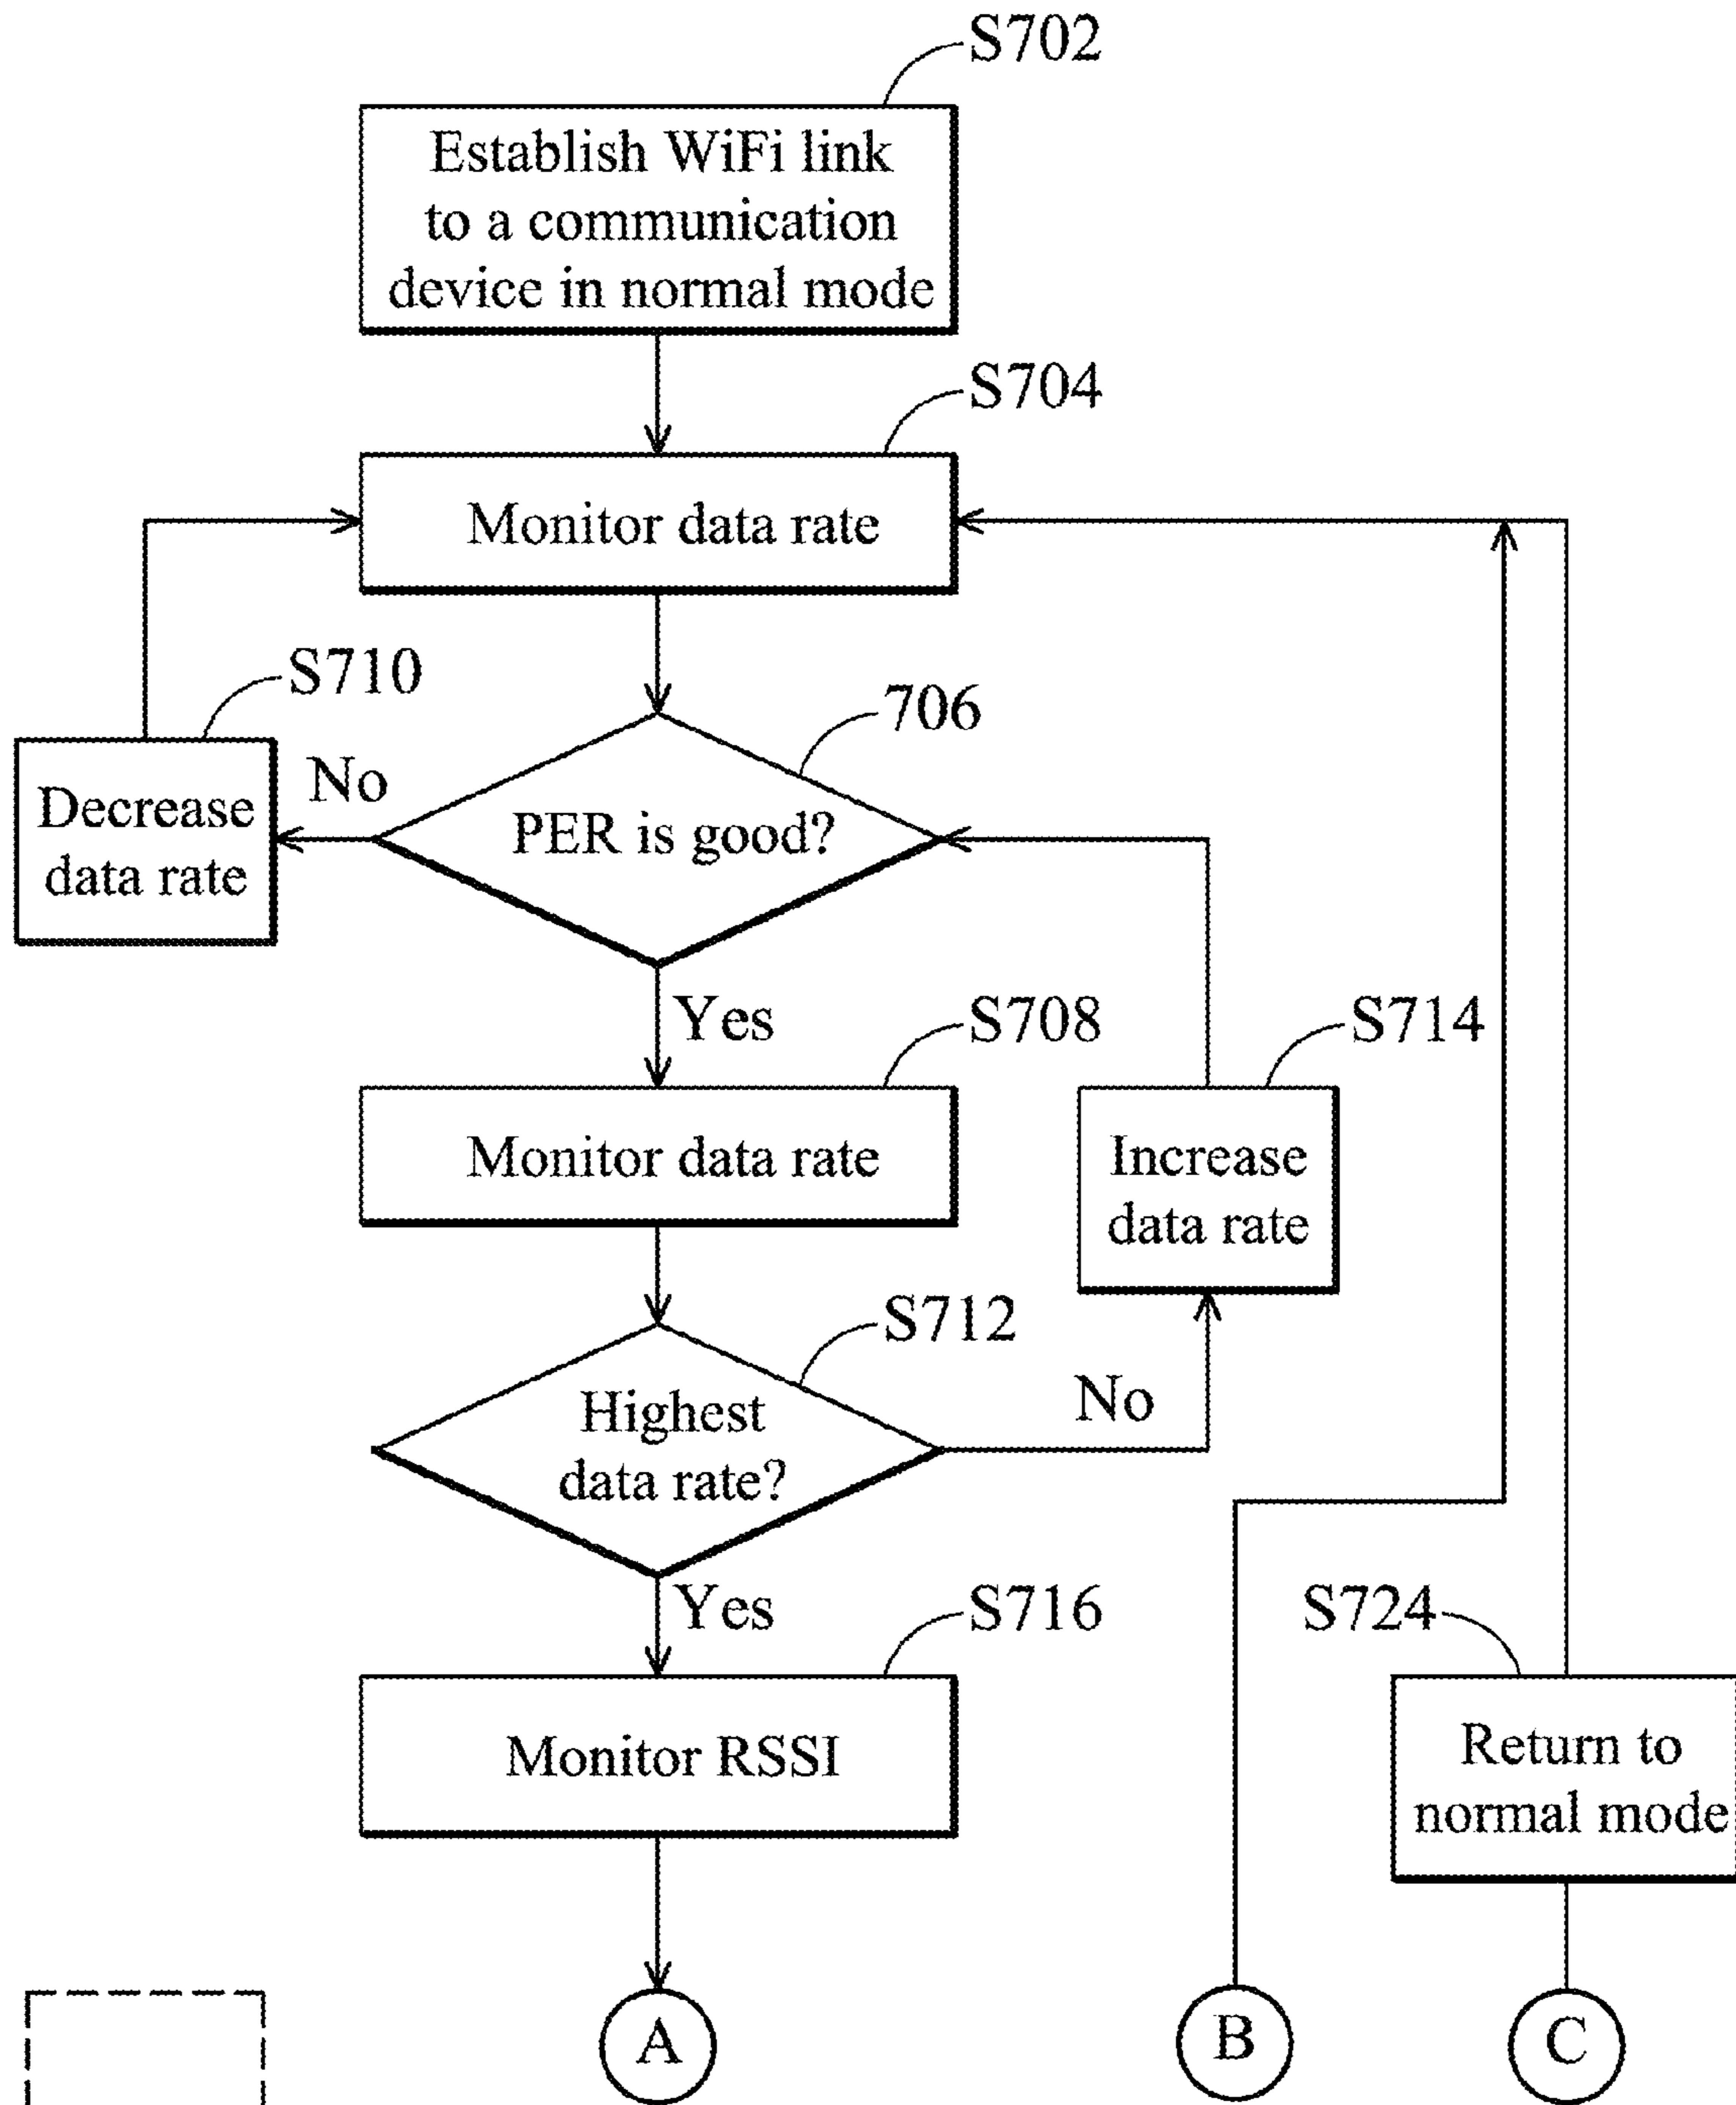 S702
Establish WiFi link
to a communication
device in normal mode
S704
Monitor data rate
S710
706
Decrease
data rate
No
PER is good?
Yes
S708
S714
Monitor data rate
Increase
data rate
S712
No
Highest
data rate?
Yes
S716
S724
Monitor RSSI
Return to
normal mode
A
B
C